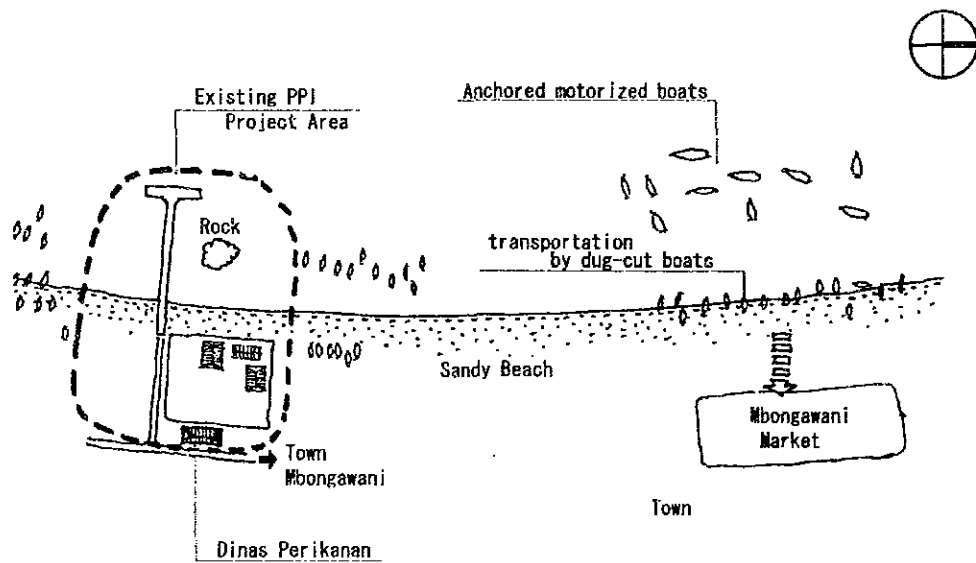 Existing PPI
Project Area
Anchored motorized boats
Rock
transportation
by dug-cut boats
Sandy Beach
Mbongawani
Market
Town
Mbongawani
Town
Dinas Perikanan